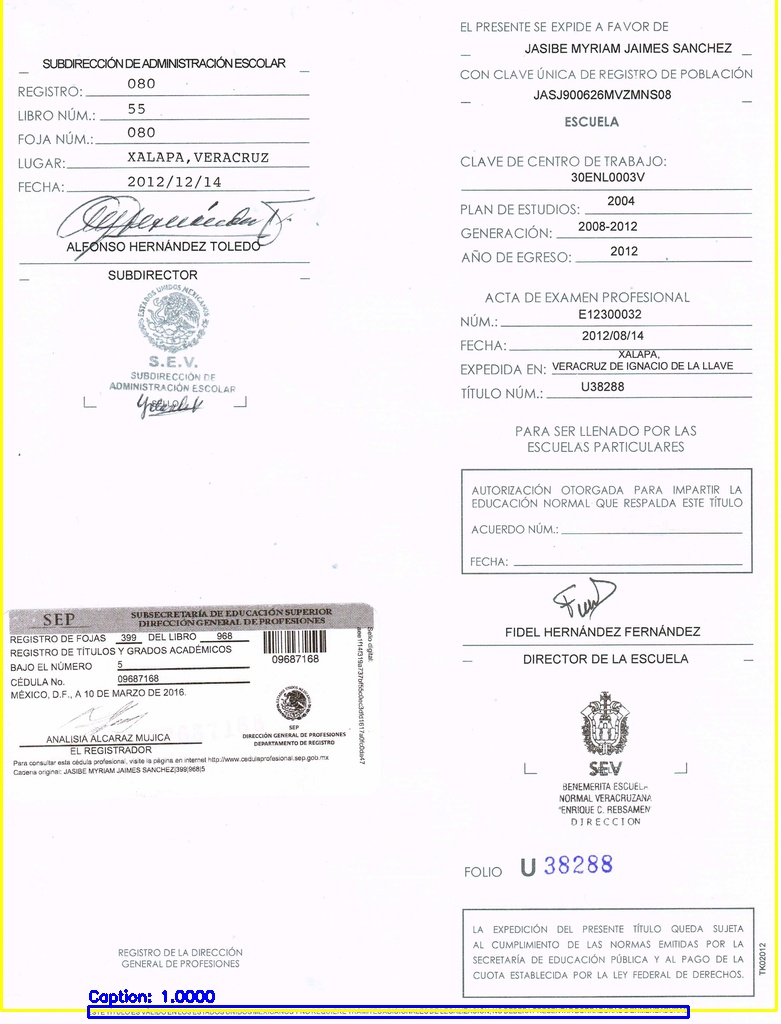 SUBDIRECCIÓN DE ADMINISTRACIÓN ESCOLAR
REGISTRO: 080
LIBRO NÚM.: 55
FOJA NÚM.: 080
LUGAR: XALAPA, VERACRUZ
FECHA: 2012/12/14
ALFONSO HERNÁNDEZ TOLEDO
SUBDIRECTOR
ESTADOS UNIDOS MEXICANOS
S.E.V.
SUBDIRECCIÓN DE
ADMINISTRACIÓN ESCOLAR
SELLO
EL PRESENTE SE EXPIDE A FAVOR DE
JASIBE MYRIAM JAIMES SANCHEZ
CON CLAVE ÚNICA DE REGISTRO DE POBLACIÓN
JASJ900626MVZMNS08
ESCUELA
CLAVE DE CENTRO DE TRABAJO:
30ENL0003V
PLAN DE ESTUDIOS: 2004
GENERACIÓN: 2008-2012
AÑO DE EGRESO: 2012
ACTA DE EXAMEN PROFESIONAL
NÚM.: E12300032
FECHA: 2012/08/14
XALAPA,
EXPEDIDA EN: VERACRUZ DE IGNACIO DE LA LLAVE
TÍTULO NÚM.: U38288
PARA SER LLENADO POR LAS
ESCUELAS PARTICULARES
AUTORIZACIÓN OTORGADA PARA IMPARTIR LA
EDUCACIÓN NORMAL QUE RESPALDA ESTE TÍTULO
ACUERDO NÚM.:
FECHA:
FIDEL HERNÁNDEZ FERNÁNDEZ
DIRECTOR DE LA ESCUELA
SEV
BENEMERITA ESCUEL
NORMAL VERACRUZANA
"ENRIQUE C. REBSAMEN
DIRECCION
FOLIO U 38288
LA EXPEDICIÓN DEL PRESENTE TÍTULO QUEDA SUJETA
AL CUMPLIMIENTO DE LAS NORMAS EMITIDAS POR LA
SECRETARÍA DE EDUCACIÓN PÚBLICA Y AL PAGO DE LA
CUOTA ESTABLECIDA POR LA LEY FEDERAL DE DERECHOS.
TK02012
SEP
SUBSECRETARÍA DE EDUCACIÓN SUPERIOR
DIRECCIÓN GENERAL DE PROFESIONES
REGISTRO DE FOJAS 399 DEL LIBRO 968
REGISTRO DE TÍTULOS Y GRADOS ACADÉMICOS
BAJO EL NÚMERO 5
CÉDULA No. 09687168
MÉXICO, D.F., A 10 DE MARZO DE 2016.
09687168
ANALISIA ALCARAZ MUJICA
EL REGISTRADOR
SEP
DIRECCIÓN GENERAL DE PROFESIONES
DEPARTAMENTO DE REGISTRO
Sello digital:
Para consultar esta cédula profesional, visite la página en internet http://www.cedulaprofesional.sep.gob.mx
Cadena original: JASIBE MYRIAM JAIMES SANCHEZ|399|968|5
REGISTRO DE LA DIRECCIÓN
GENERAL DE PROFESIONES
Caption: 1.0000